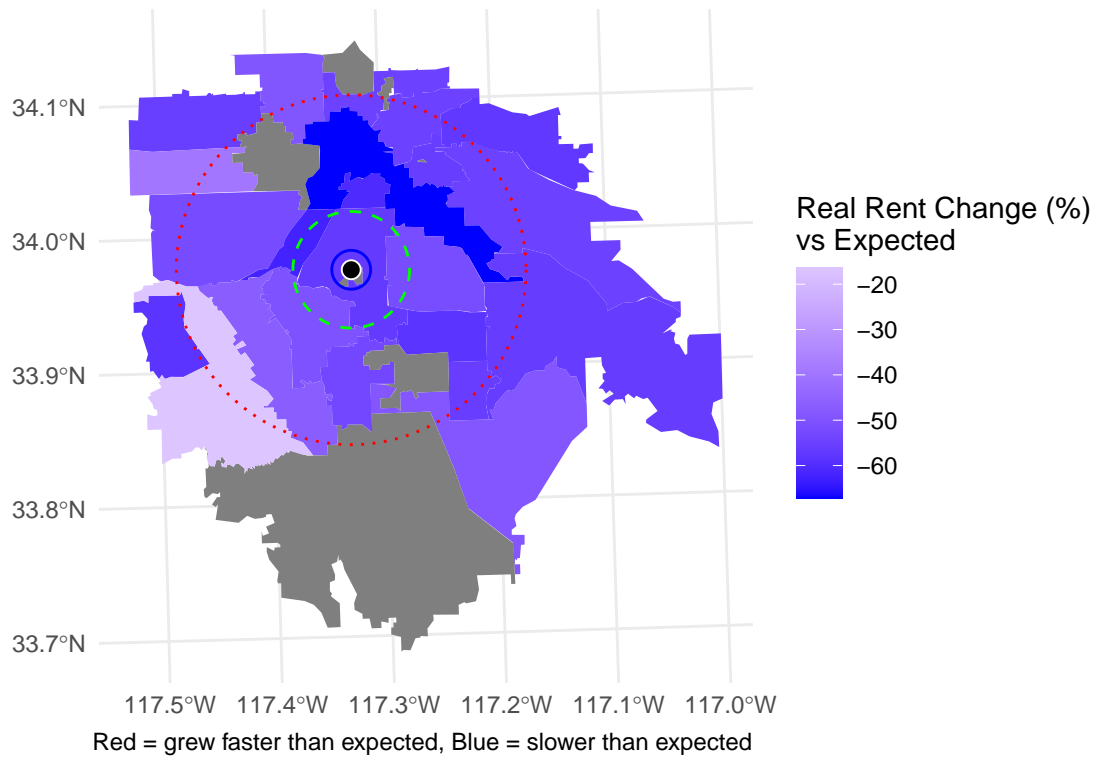 34.1°N
34.0°N
33.9°N
33.8°N
33.7°N
117.5°W 117.4°W 117.3°W 117.2°W 117.1°W 117.0°W
Real Rent Change (%)
vs Expected
−20
−30
−40
−50
−60
Red = grew faster than expected, Blue = slower than expected